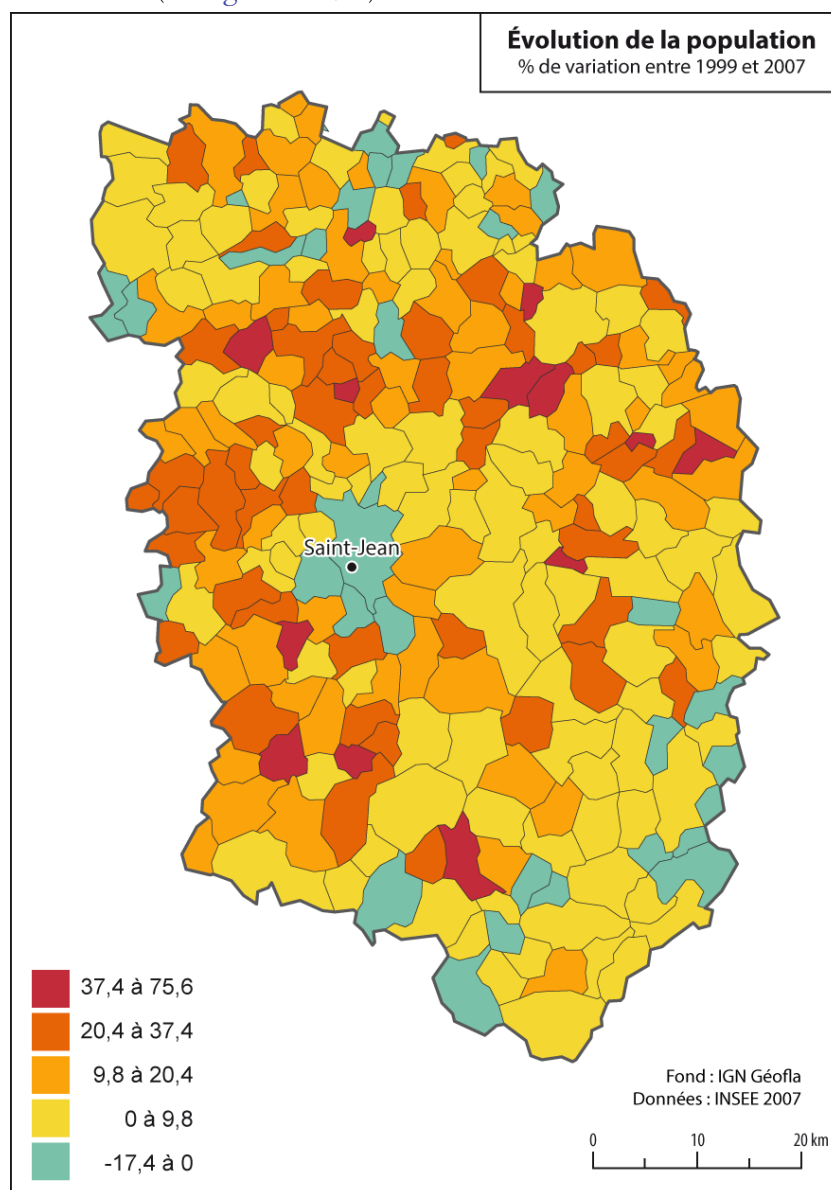 Évolution de la population
% de variation entre 1999 et 2007
Saint-Jean
37,4 à 75,6
20,4 à 37,4
9,8 à 20,4
0 à 9,8
-17,4 à 0
Fond : IGN Géofla
Données : INSEE 2007
0 10 20 km